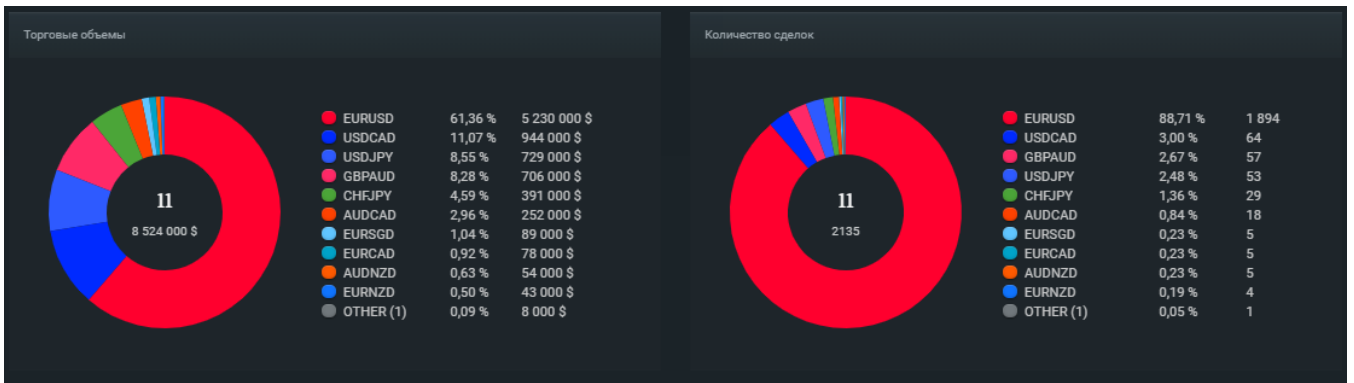 Торговые объемы
11
8 524 000 $
EURUSD 61,36 % 5 230 000 $
USDCAD 11,07 % 944 000 $
USDJPY 8,55 % 729 000 $
GBPAUD 8,28 % 706 000 $
CHFJPY 4,59 % 391 000 $
AUDCAD 2,96 % 252 000 $
EURSGD 1,04 % 89 000 $
EURCAD 0,92 % 78 000 $
AUDNZD 0,63 % 54 000 $
EURNZD 0,50 % 43 000 $
OTHER (1) 0,09 % 8 000 $
Количество сделок
11
2135
EURUSD 88,71 % 1 894
USDCAD 3,00 % 64
GBPAUD 2,67 % 57
USDJPY 2,48 % 53
CHFJPY 1,36 % 29
AUDCAD 0,84 % 18
EURSGD 0,23 % 5
EURCAD 0,23 % 5
AUDNZD 0,23 % 5
EURNZD 0,19 % 4
OTHER (1) 0,05 % 1